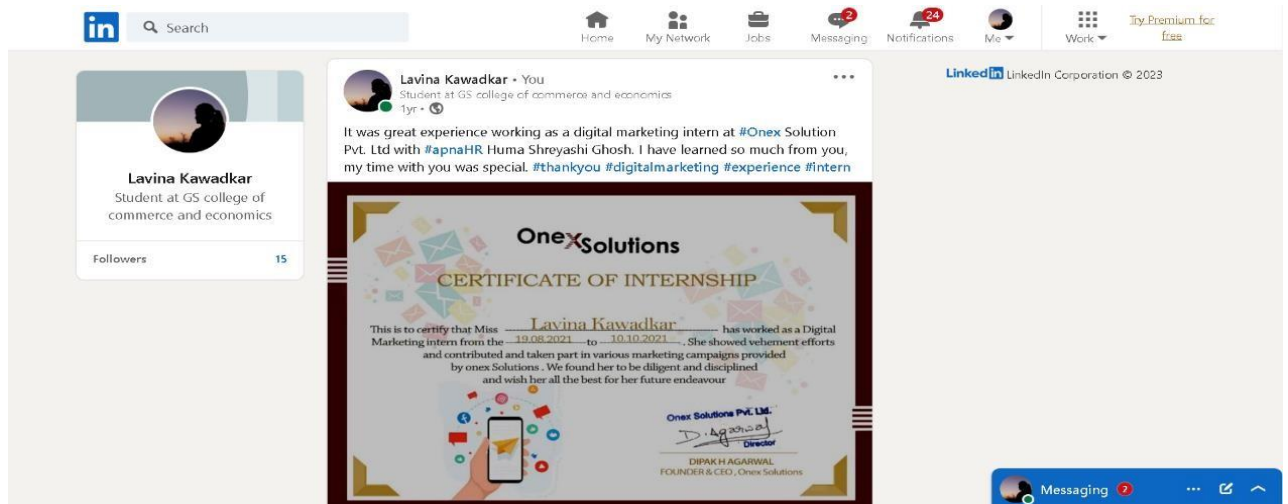 in Search
2
24
Home My Network Jobs Messaging Notifications Me Work Try Premium for
free
Lavina Kawadkar
Student at GS college of
commerce and economics
Followers 15
Lavina Kawadkar • You
Student at GS college of commerce and economics
1yr •
It was great experience working as a digital marketing intern at #Onex Solution
Pvt. Ltd with #apnaHR Huma Shreyashi Ghosh. I have learned so much from you,
my time with you was special. #thankyou #digitalmarketing #experience #intern
OnexSolutions
CERTIFICATE OF INTERNSHIP
This is to certify that Miss Lavina Kawadkar has worked as a Digital
Marketing intern from the 19.08.2021 to 10.10.2021 . She showed vehement efforts
and contributed and taken part in various marketing campaigns provided
by onex Solutions . We found her to be diligent and disciplined
and wish her all the best for her future endeavour
Onex Solutions Pvt. Ltd.
D. Agarwal
Director
DIPAK H AGARWAL
FOUNDER & CEO , Onex Solutions
Linked in LinkedIn Corporation © 2023
Messaging 2